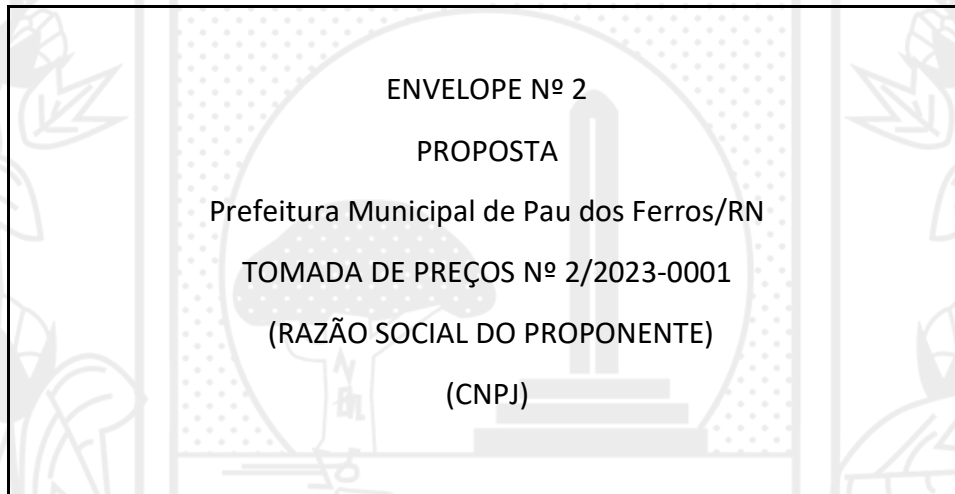 ENVELOPE Nº 2
PROPOSTA
Prefeitura Municipal de Pau dos Ferros/RN
TOMADA DE PREÇOS Nº 2/2023-0001
(RAZÃO SOCIAL DO PROPONENTE)
(CNPJ)